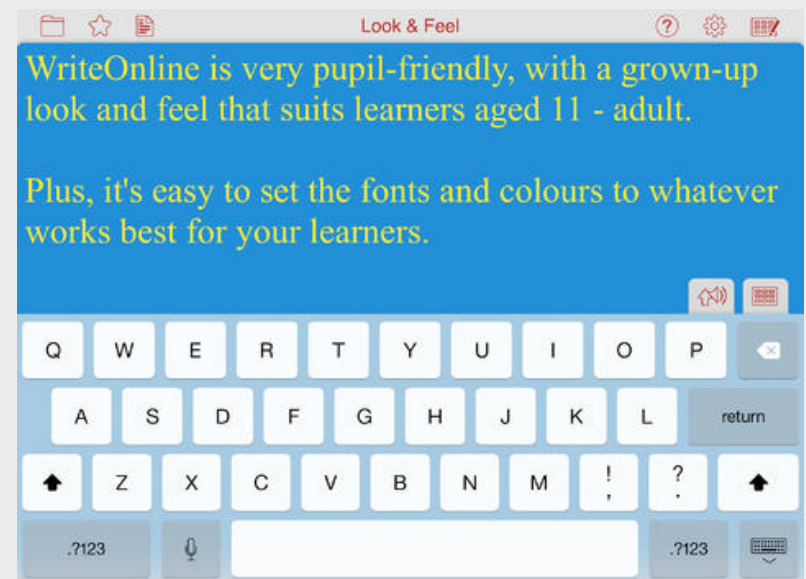 Look & Feel ?
WriteOnline is very pupil-friendly, with a grown-up
look and feel that suits learners aged 11 - adult.
Plus, it's easy to set the fonts and colours to whatever
works best for your learners.
Q W E R T Y U I O P
A S D F G H J K L return
Z X C V B N M ! , ? .
.?123 .?123